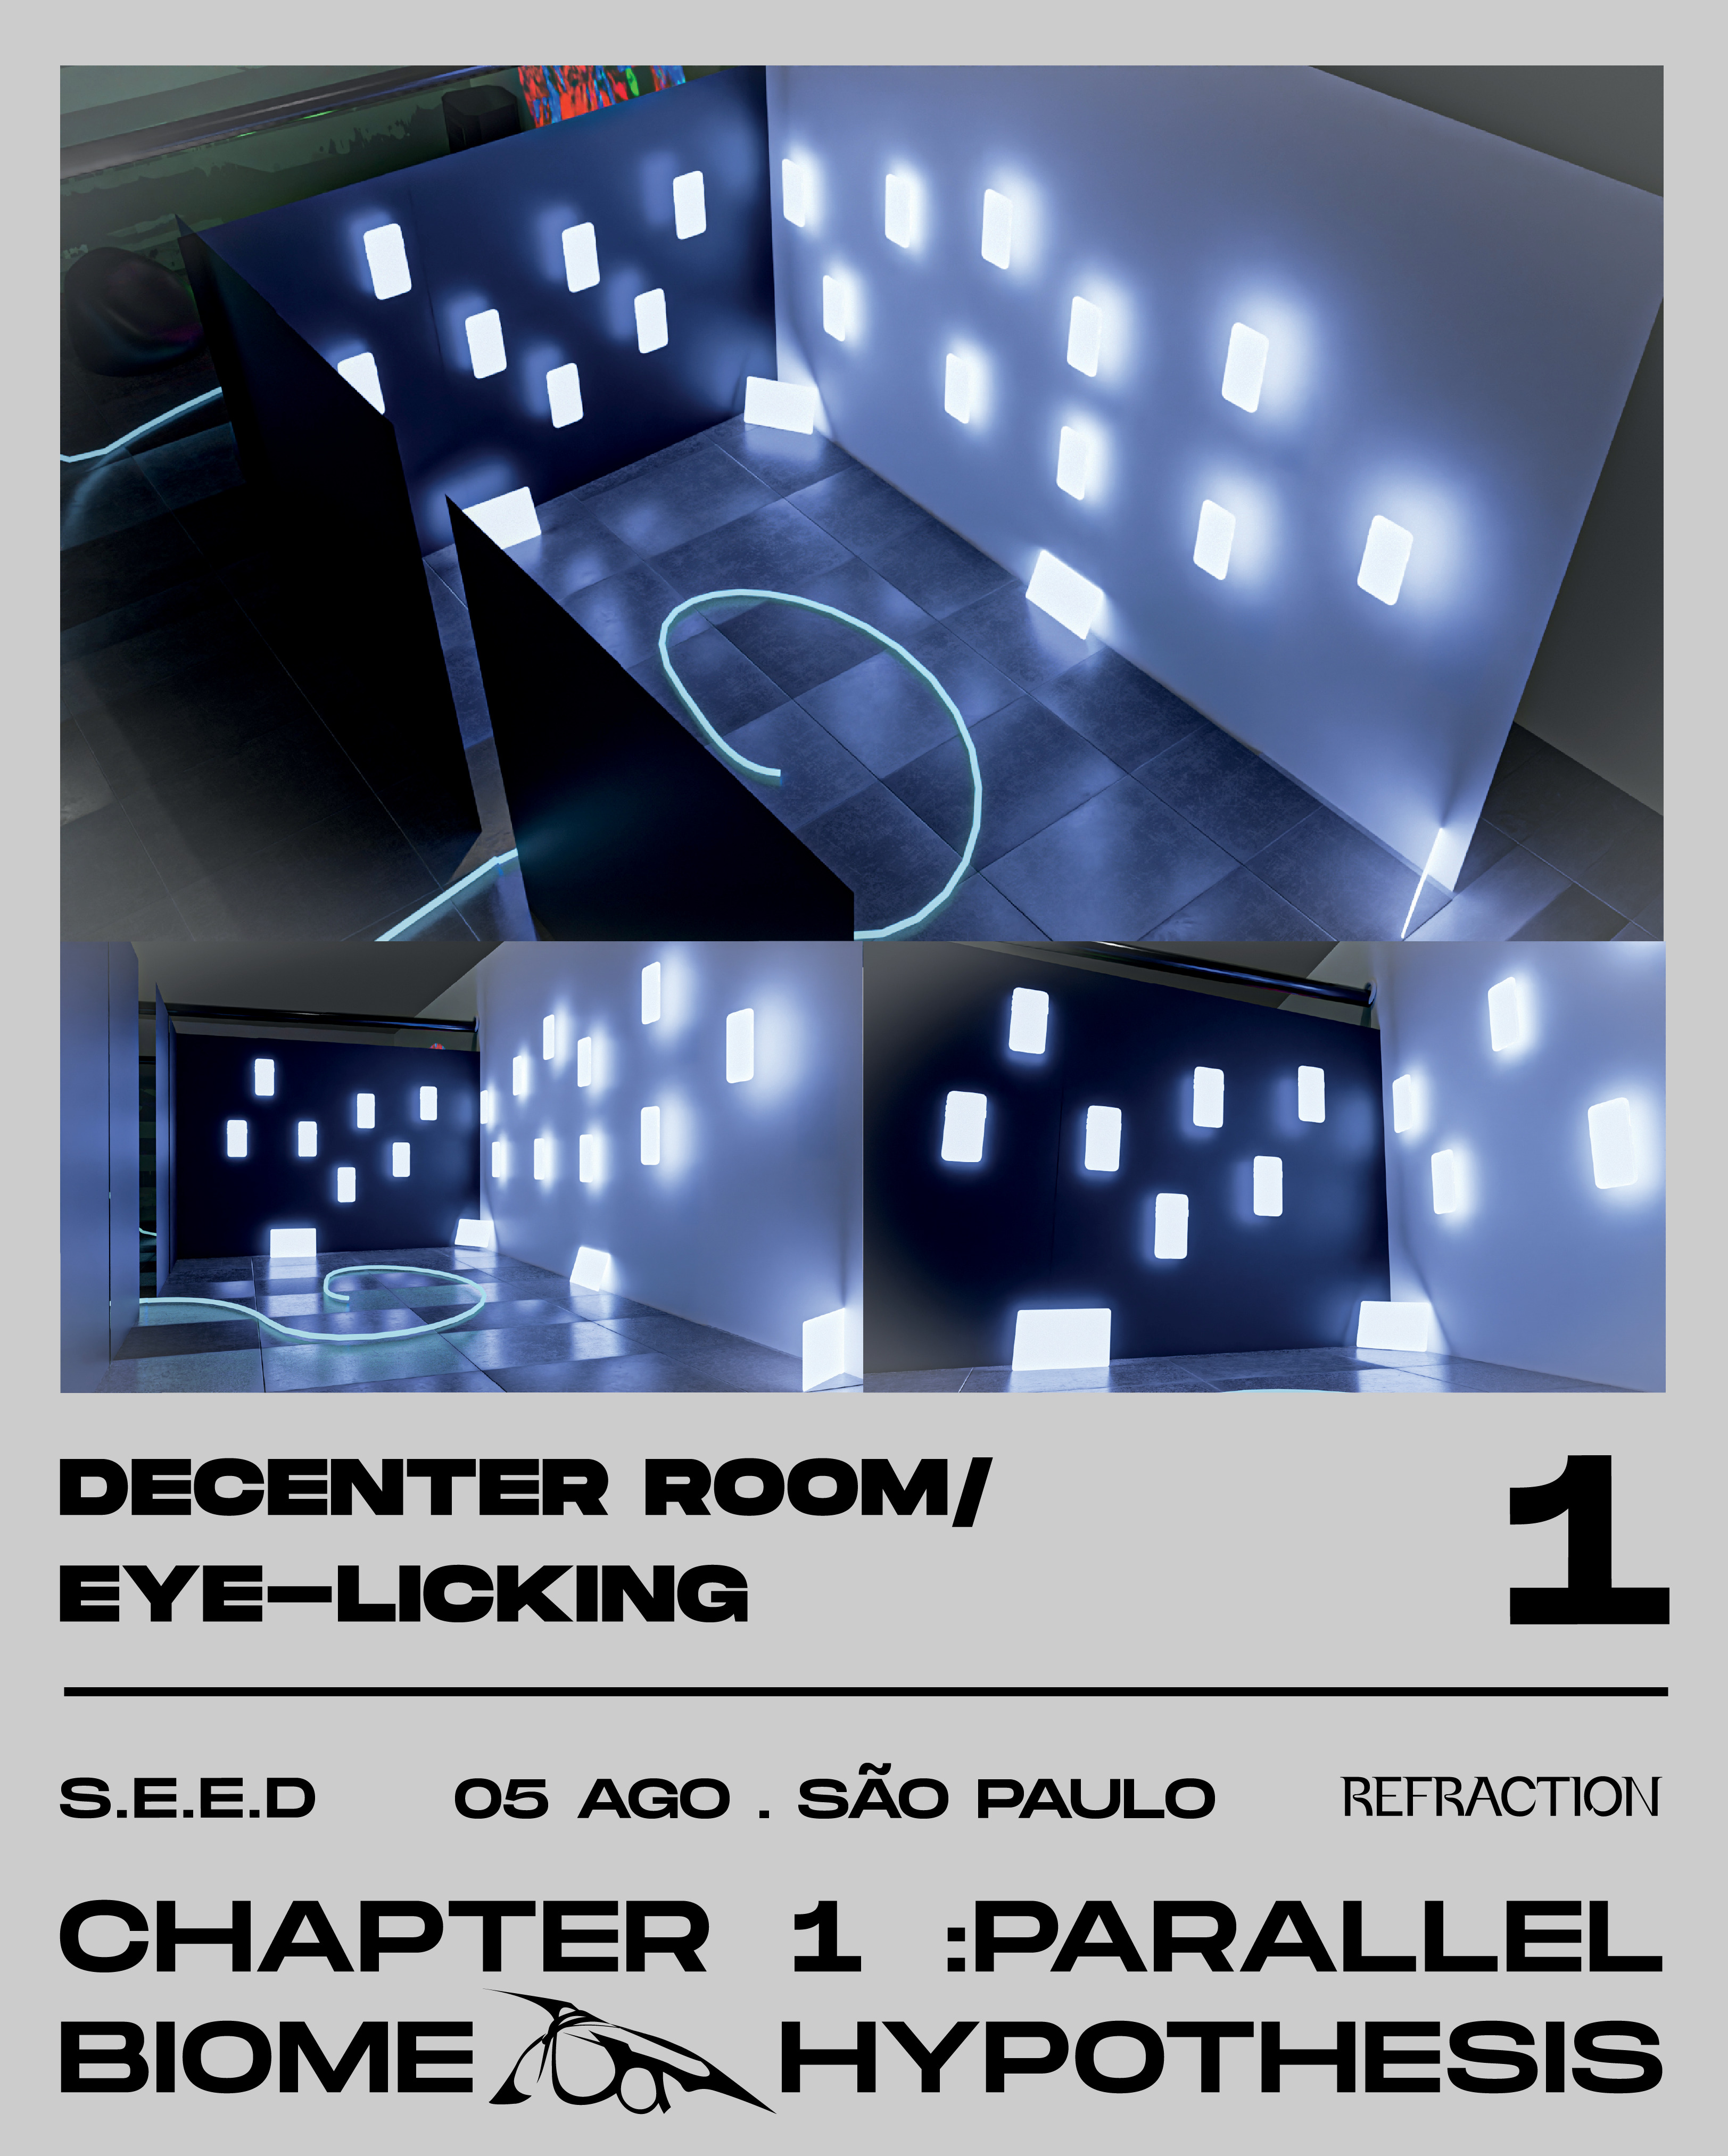 DECENTER ROOM/
EYE—LICKING
1
S.E.E.D
05 AGO . SÃO PAULO
REFRACTION
CHAPTER 1 :PARALLEL
BIOME HYPOTHESIS